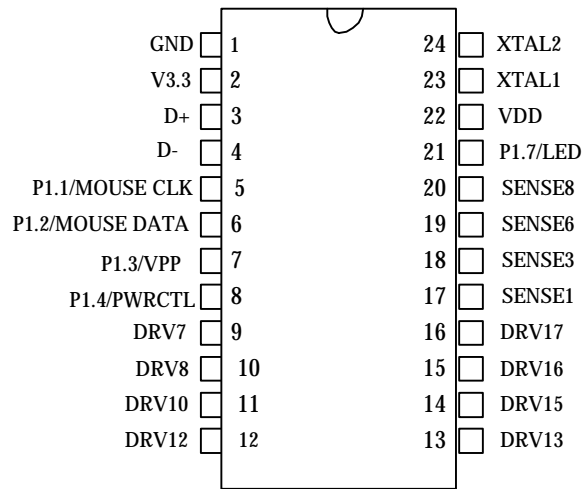 GND 1 24 XTAL2
V3.3 2 23 XTAL1
D+ 3 22 VDD
D- 4 21 P1.7/LED
P1.1/MOUSE CLK 5 20 SENSE8
P1.2/MOUSE DATA 6 19 SENSE6
P1.3/VPP 7 18 SENSE3
P1.4/PWRCTL 8 17 SENSE1
DRV7 9 16 DRV17
DRV8 10 15 DRV16
DRV10 11 14 DRV15
DRV12 12 13 DRV13